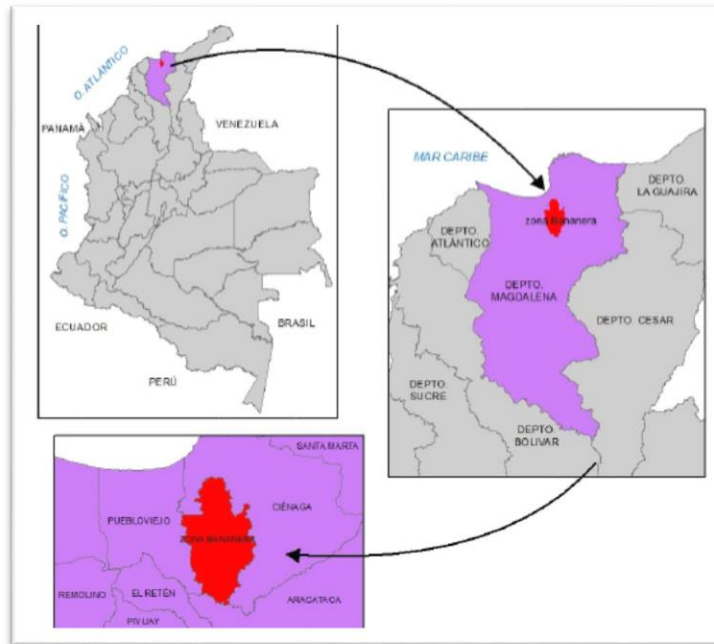 O. ATLÁNTICO
PANAMÁ
VENEZUELA
O. PACÍFICO
ECUADOR
BRASIL
PERÚ
MAR CARIBE
DEPTO.
LA GUAJIRA
Zona Bananera
DEPTO.
ATLÁNTICO
DEPTO.
MAGDALENA
DEPTO. CESAR
DEPTO.
SUCRE
DEPTO.
BOLIVAR
SANTA MARTA
CIÉNAGA
PUEBLOVIEJO
ZONA BANANERA
REMOLINO
EL RETÉN
ARACATACA
PIVIJAY